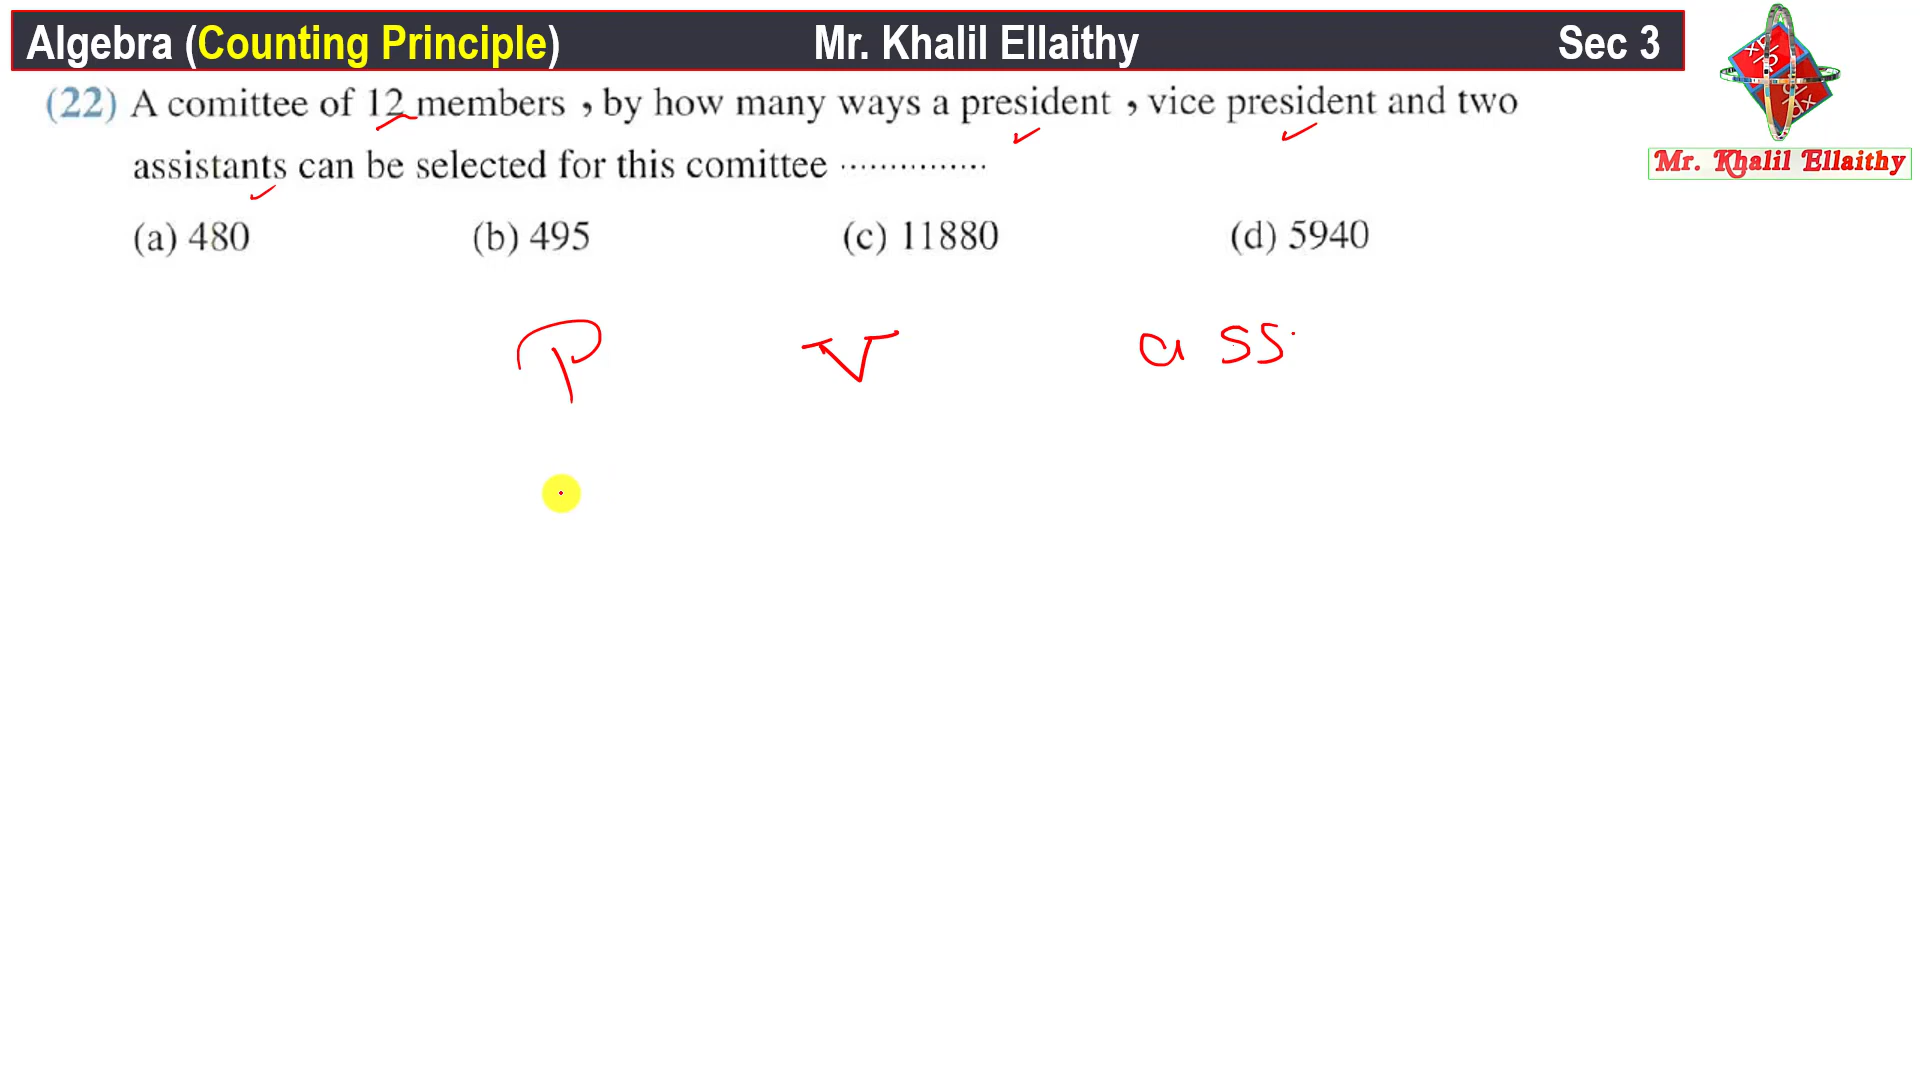 Algebra (Counting Principle) Mr. Khalil Ellaithy Sec 3
Mr. Khalil Ellaithy
(22) A comittee of 12 members , by how many ways a president , vice president and two
assistants can be selected for this comittee ...............
(a) 480 (b) 495 (c) 11880 (d) 5940
P V ass.